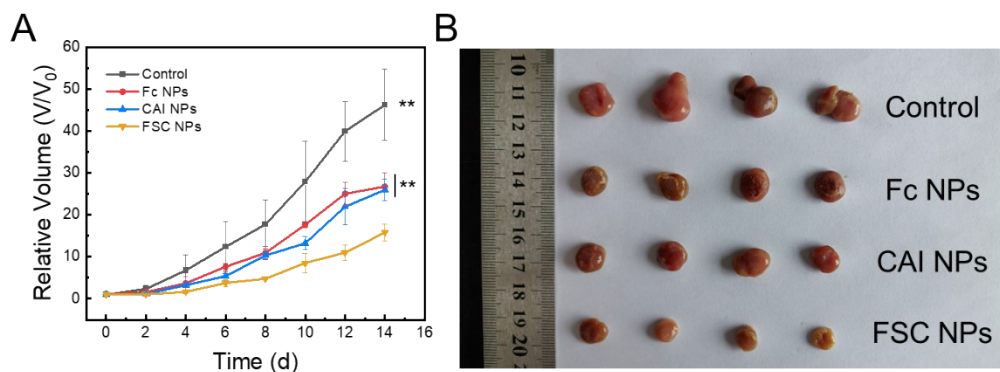 A
Relative Volume (V/V₀)
60
50
40
30
20
10
0
Control
Fc NPs
CAI NPs
FSC NPs
**
**
0 2 4 6 8 10 12 14 16
Time (d)
B
10
11
12
13
14
15
16
17
18
19
20
Control
Fc NPs
CAI NPs
FSC NPs